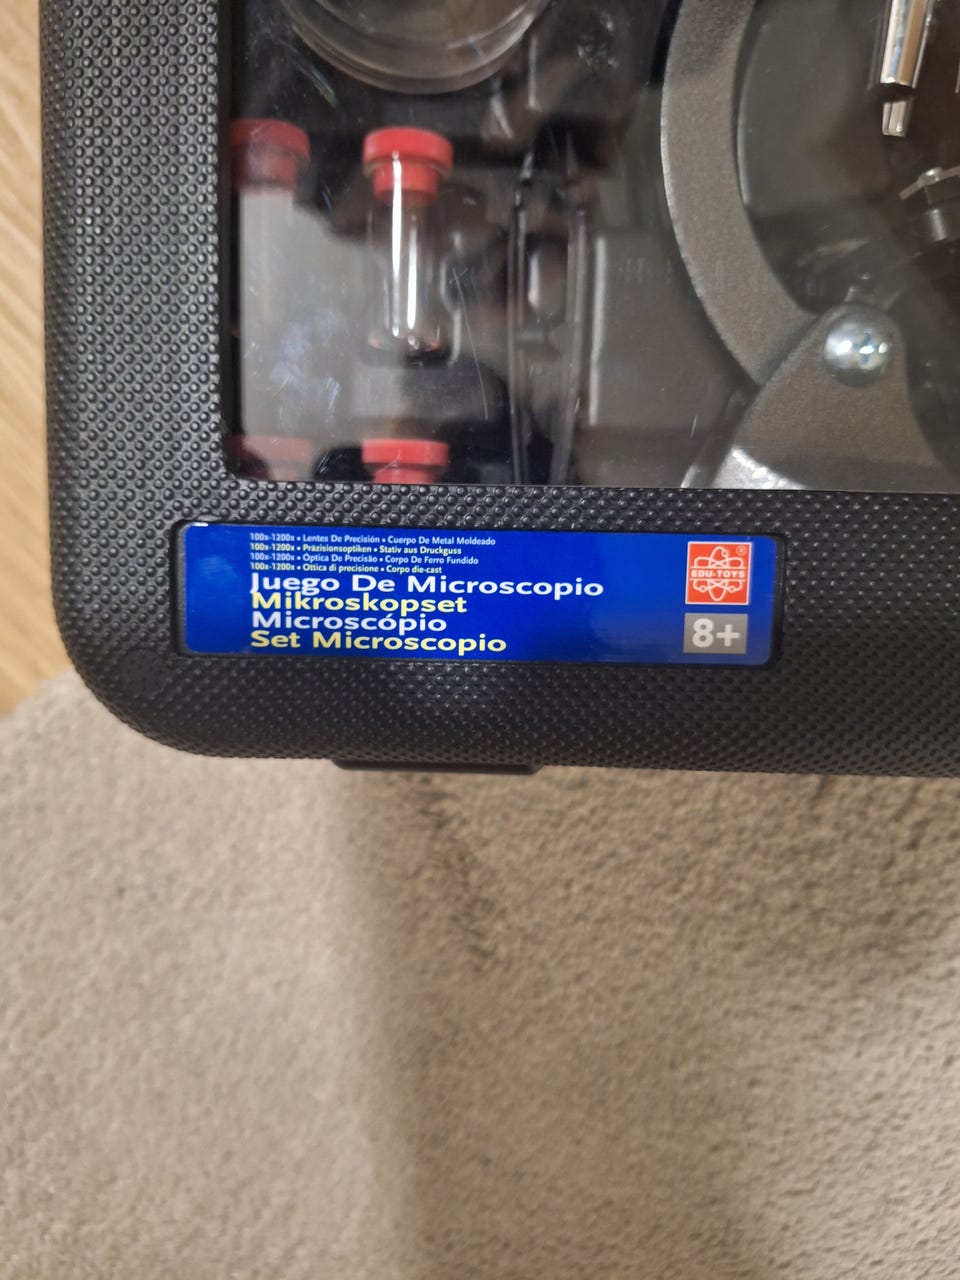 100x-1200x • Lentes De Precisión • Cuerpo De Metal Moldeado
100x-1200x • Präzisionsoptiken • Stativ aus Druckguss
100x-1200x • Óptica De Precisão • Corpo De Ferro Fundido
100x-1200x • Ottica di precisione • Corpo die-cast
Juego De Microscopio
Mikroskopset
Microscópio
Set Microscopio
EDU-TOYS
®
8+